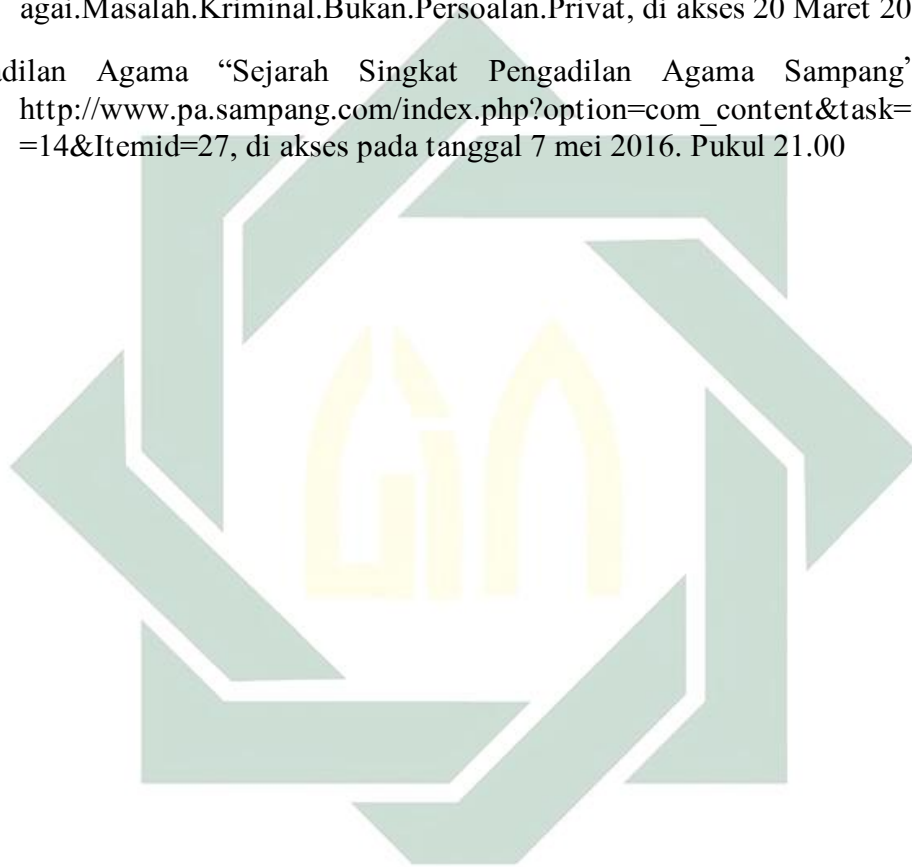 agai.Masalah.Kriminal.Bukan.Persoalan.Privat, di akses 20 Maret 20
dilan Agama “Sejarah Singkat Pengadilan Agama Sampang”
http://www.pa.sampang.com/index.php?option=com_content&task=
=14&Itemid=27, di akses pada tanggal 7 mei 2016. Pukul 21.00